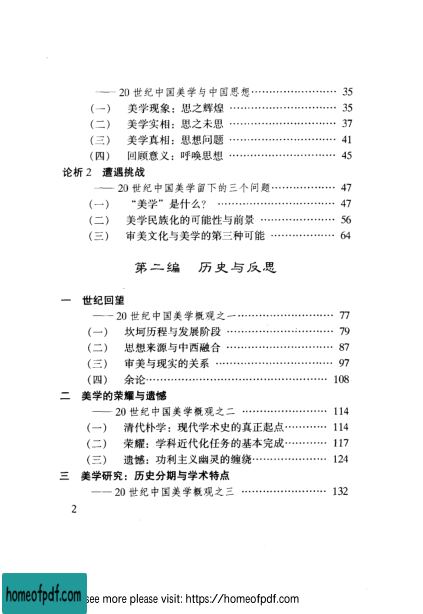 ——20世纪中国美学与中国思想……………………… 35
(一) 美学现象：思之辉煌 ……………………………… 35
(二) 美学实相：思之未思 ……………………………… 37
(三) 美学真相：思想问题 ……………………………… 41
(四) 回顾意义：呼唤思想 ……………………………… 45
论析2 遭遇挑战
——20世纪中国美学留下的三个问题………………… 47
(一) “美学”是什么？ ………………………………… 47
(二) 美学民族化的可能性与前景 …………………… 56
(三) 审美文化与美学的第三种可能 ………………… 64
第二编 历史与反思
一 世纪回望
——20世纪中国美学概观之一………………………… 77
(一) 坎坷历程与发展阶段 ……………………………… 79
(二) 思想来源与中西融合 ……………………………… 87
(三) 审美与现实的关系 ………………………………… 97
(四) 余论………………………………………………… 108
二 美学的荣耀与遗憾
——20世纪中国美学概观之二 ……………………… 114
(一) 清代朴学：现代学术史的真正起点………… 114
(二) 荣耀：学科近代化任务的基本完成………… 117
(三) 遗憾：功利主义幽灵的缠绕…………………… 124
三 美学研究：历史分期与学术特点
——20世纪中国美学概观之三 ……………………… 132
2
homeofpdf.com
see more please visit: https://homeofpdf.com